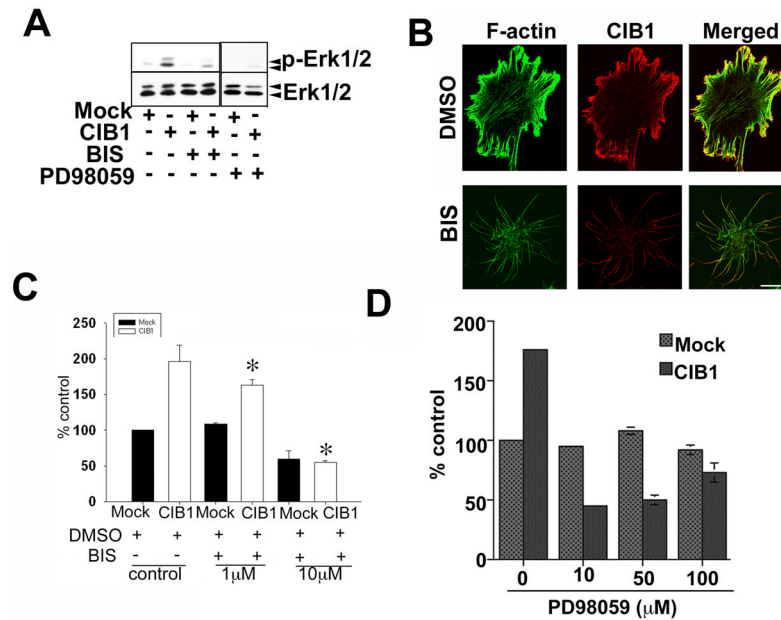 A
p-Erk1/2
Erk1/2
Mock + - + - + -
CIB1 - + - + - +
BIS - - + + - -
PD98059 - - - - + +
B
F-actin CIB1 Merged
DMSO
BIS
C
Mock
CIB1
% control
250
200
150
100
50
0
Mock CIB1 Mock CIB1 Mock CIB1
* *
DMSO + + + + + +
BIS - - + + + +
control 1μM 10μM
D
200
150
100
50
0
% control
Mock
CIB1
0 10 50 100
PD98059 (μM)